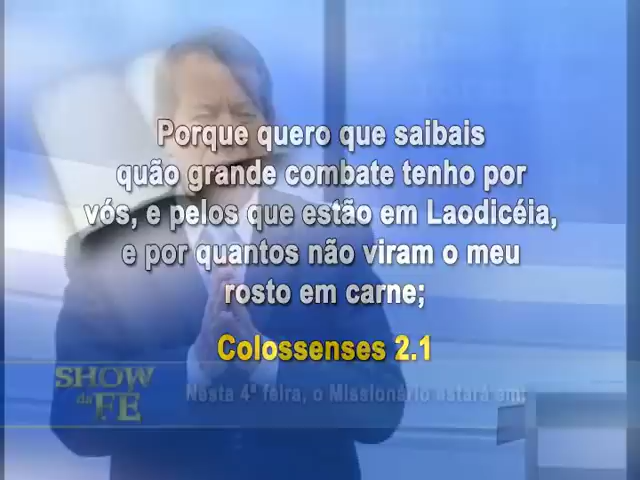 Porque quero que saibais
quão grande combate tenho por
vós, e pelos que estão em Laodicéia,
e por quantos não viram o meu
rosto em carne;
Colossenses 2.1
SHOW
da FÉ
Nesta 4ª feira, o Missionário estará em: